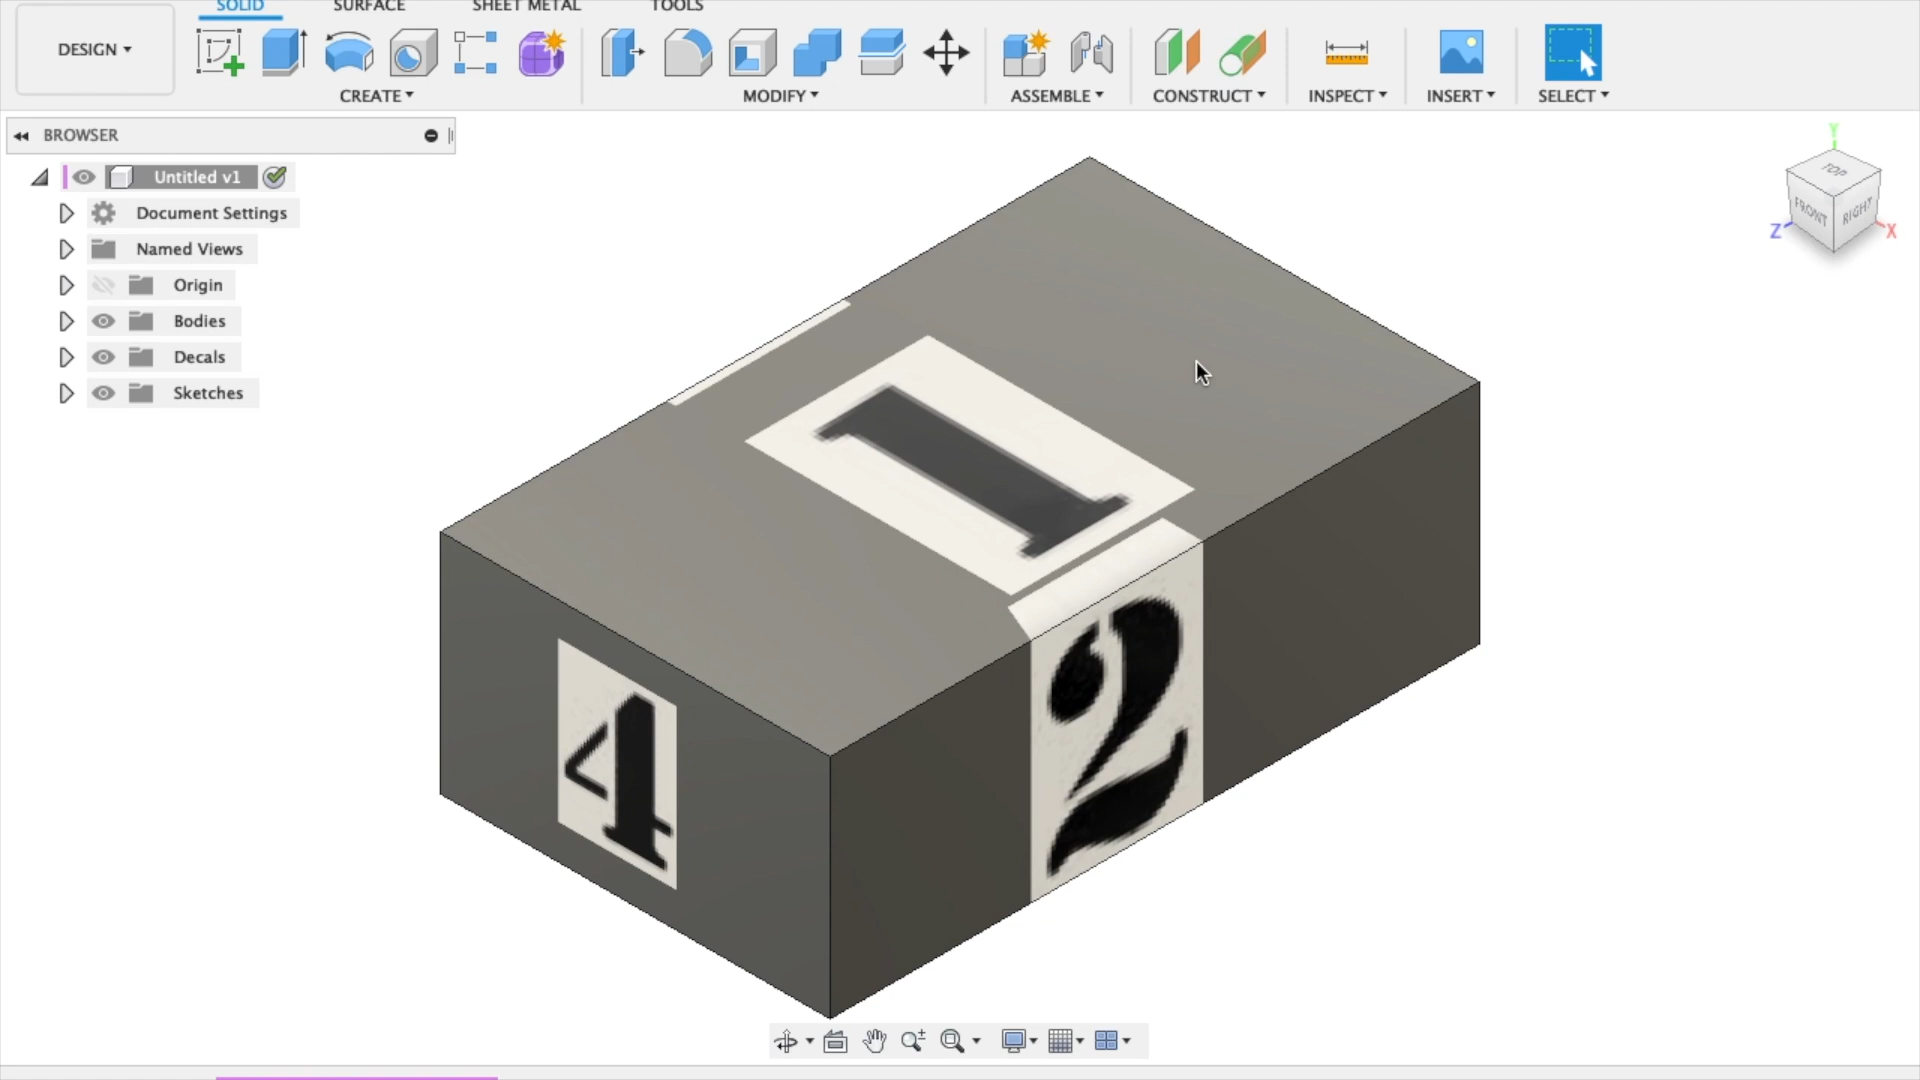 SOLID SURFACE SHEET METAL TOOLS
DESIGN
CREATE MODIFY ASSEMBLE CONSTRUCT INSPECT INSERT SELECT
BROWSER
Untitled v1
Document Settings
Named Views
Origin
Bodies
Decals
Sketches
Y
TOP
FRONT RIGHT
Z X
1
2
4